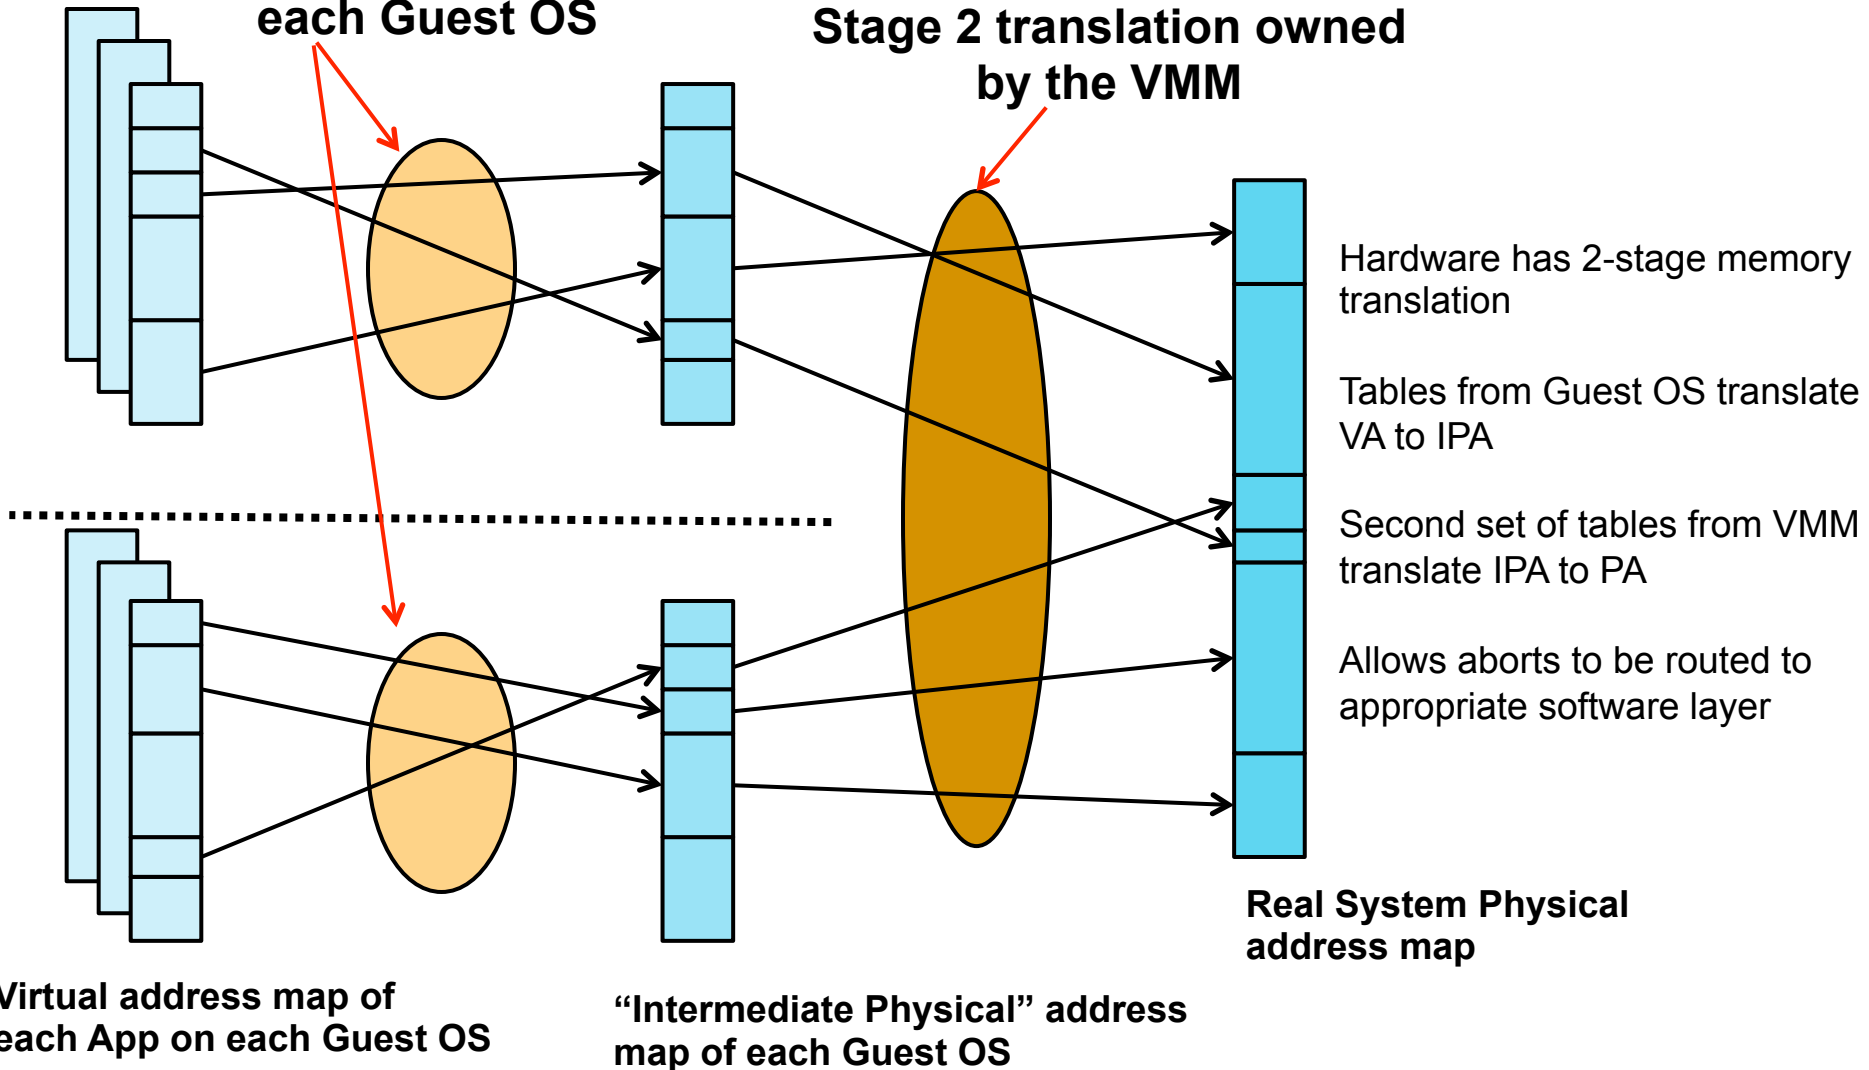 each Guest OS
Stage 2 translation owned
by the VMM
Hardware has 2-stage memory
translation
Tables from Guest OS translate
VA to IPA
Second set of tables from VMM
translate IPA to PA
Allows aborts to be routed to
appropriate software layer
Real System Physical
address map
Virtual address map of
each App on each Guest OS
“Intermediate Physical” address
map of each Guest OS